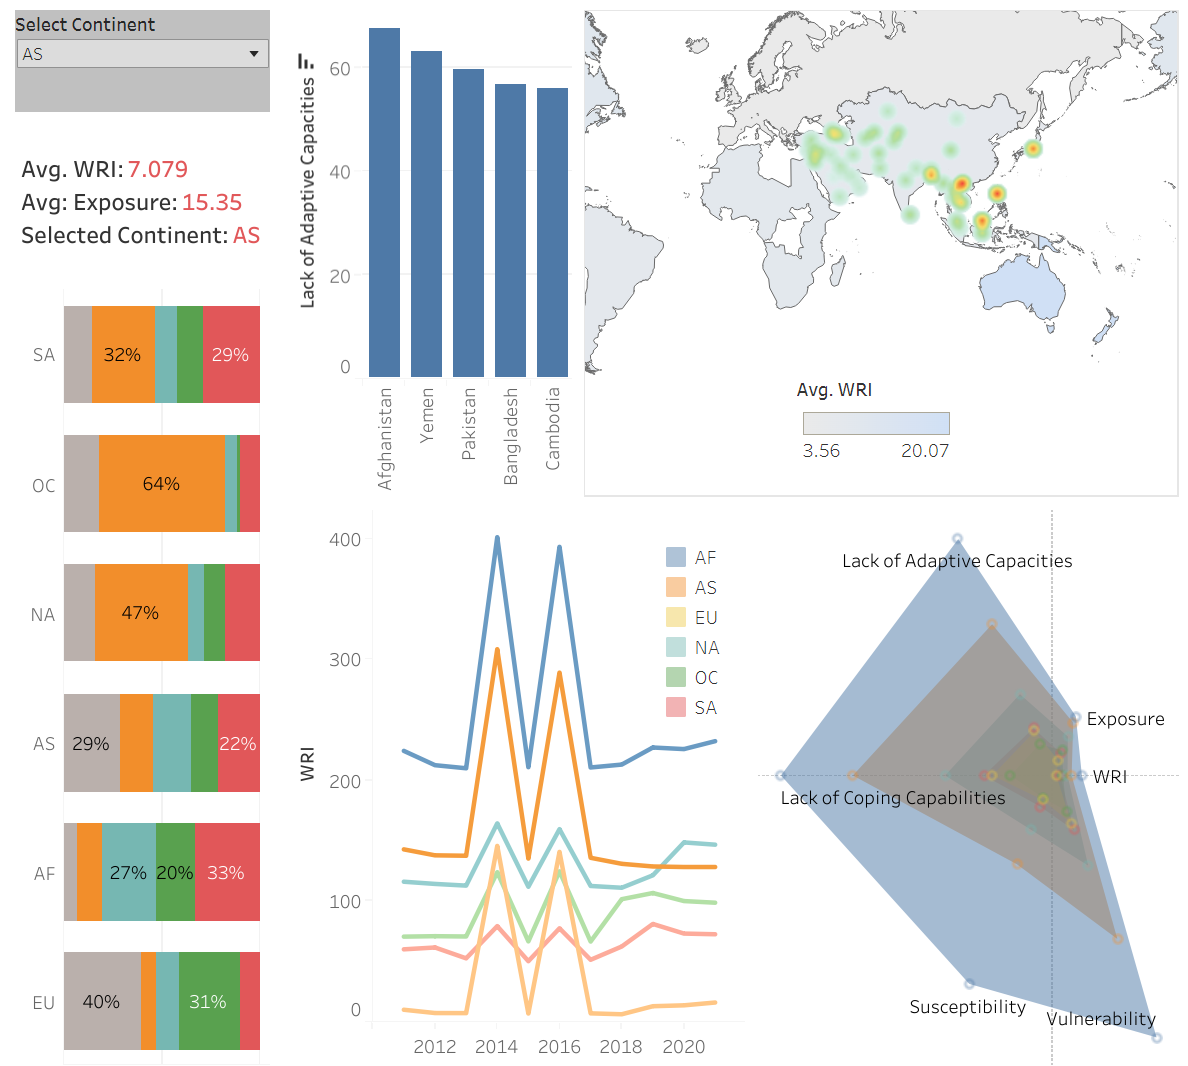 Select Continent
AS
Avg. WRI: 7.079
Avg: Exposure: 15.35
Selected Continent: AS
SA
32%
29%
OC
64%
NA
47%
AS
29%
22%
AF
27%
20%
33%
EU
40%
31%
Lack of Adaptive Capacities
60
40
20
0
Afghanistan
Yemen
Pakistan
Bangladesh
Cambodia
Avg. WRI
3.56
20.07
WRI
400
300
200
100
0
2012
2014
2016
2018
2020
AF
AS
EU
NA
OC
SA
Lack of Adaptive Capacities
Exposure
WRI
Lack of Coping Capabilities
Susceptibility
Vulnerability